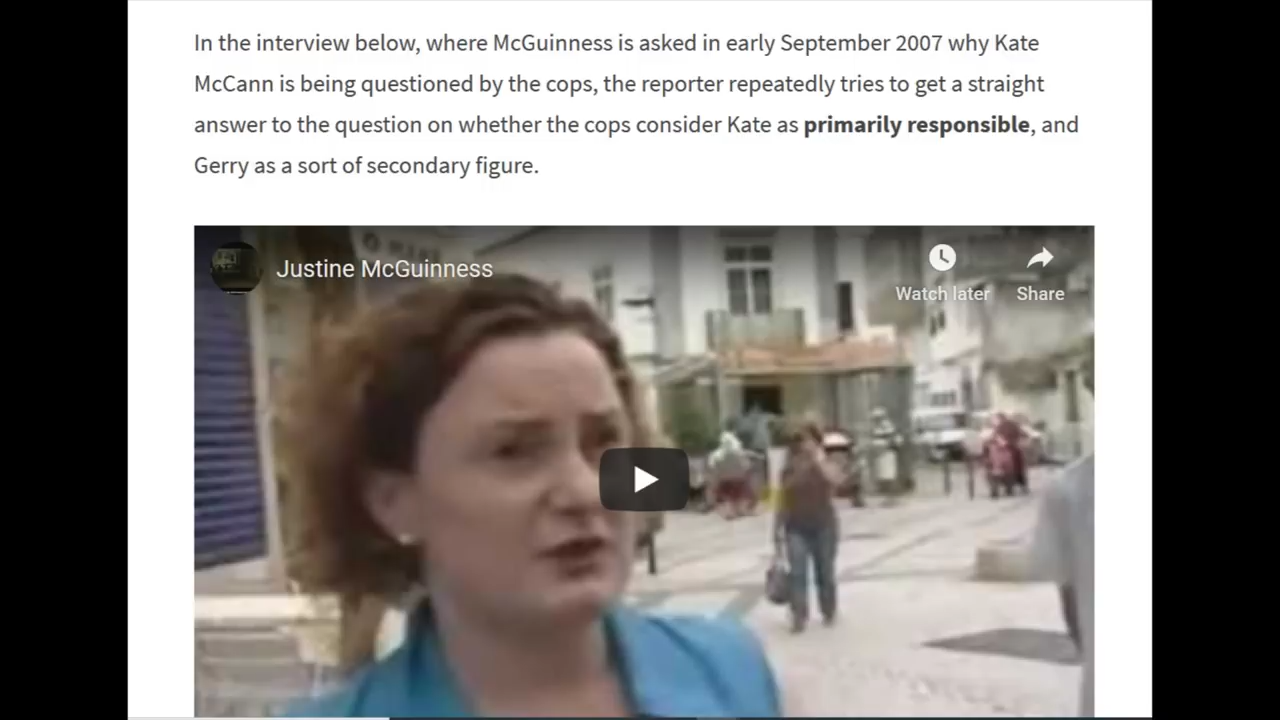 In the interview below, where McGuinness is asked in early September 2007 why Kate
McCann is being questioned by the cops, the reporter repeatedly tries to get a straight
answer to the question on whether the cops consider Kate as primarily responsible, and
Gerry as a sort of secondary figure.
Justine McGuinness
Watch later
Share